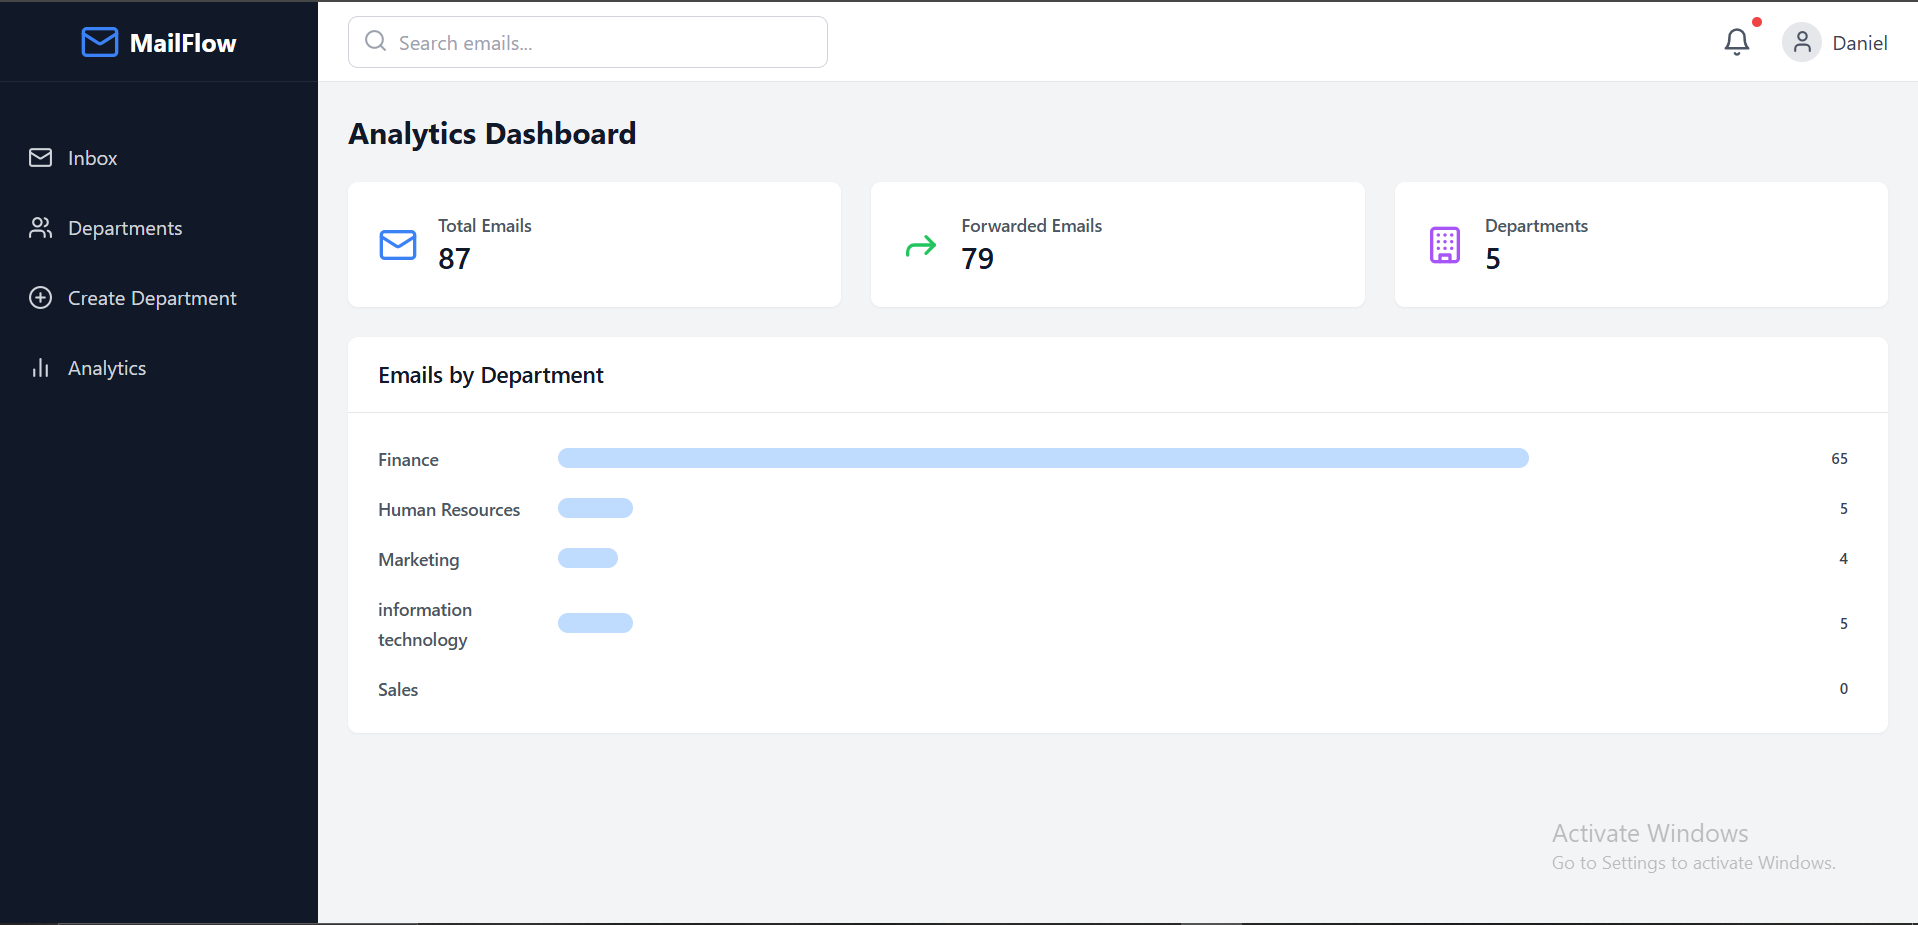 MailFlow
Search emails...
Daniel
Inbox
Departments
Create Department
Analytics
Analytics Dashboard
Total Emails
87
Forwarded Emails
79
Departments
5
Emails by Department
Finance 65
Human Resources 5
Marketing 4
information
technology 5
Sales 0
Activate Windows
Go to Settings to activate Windows.